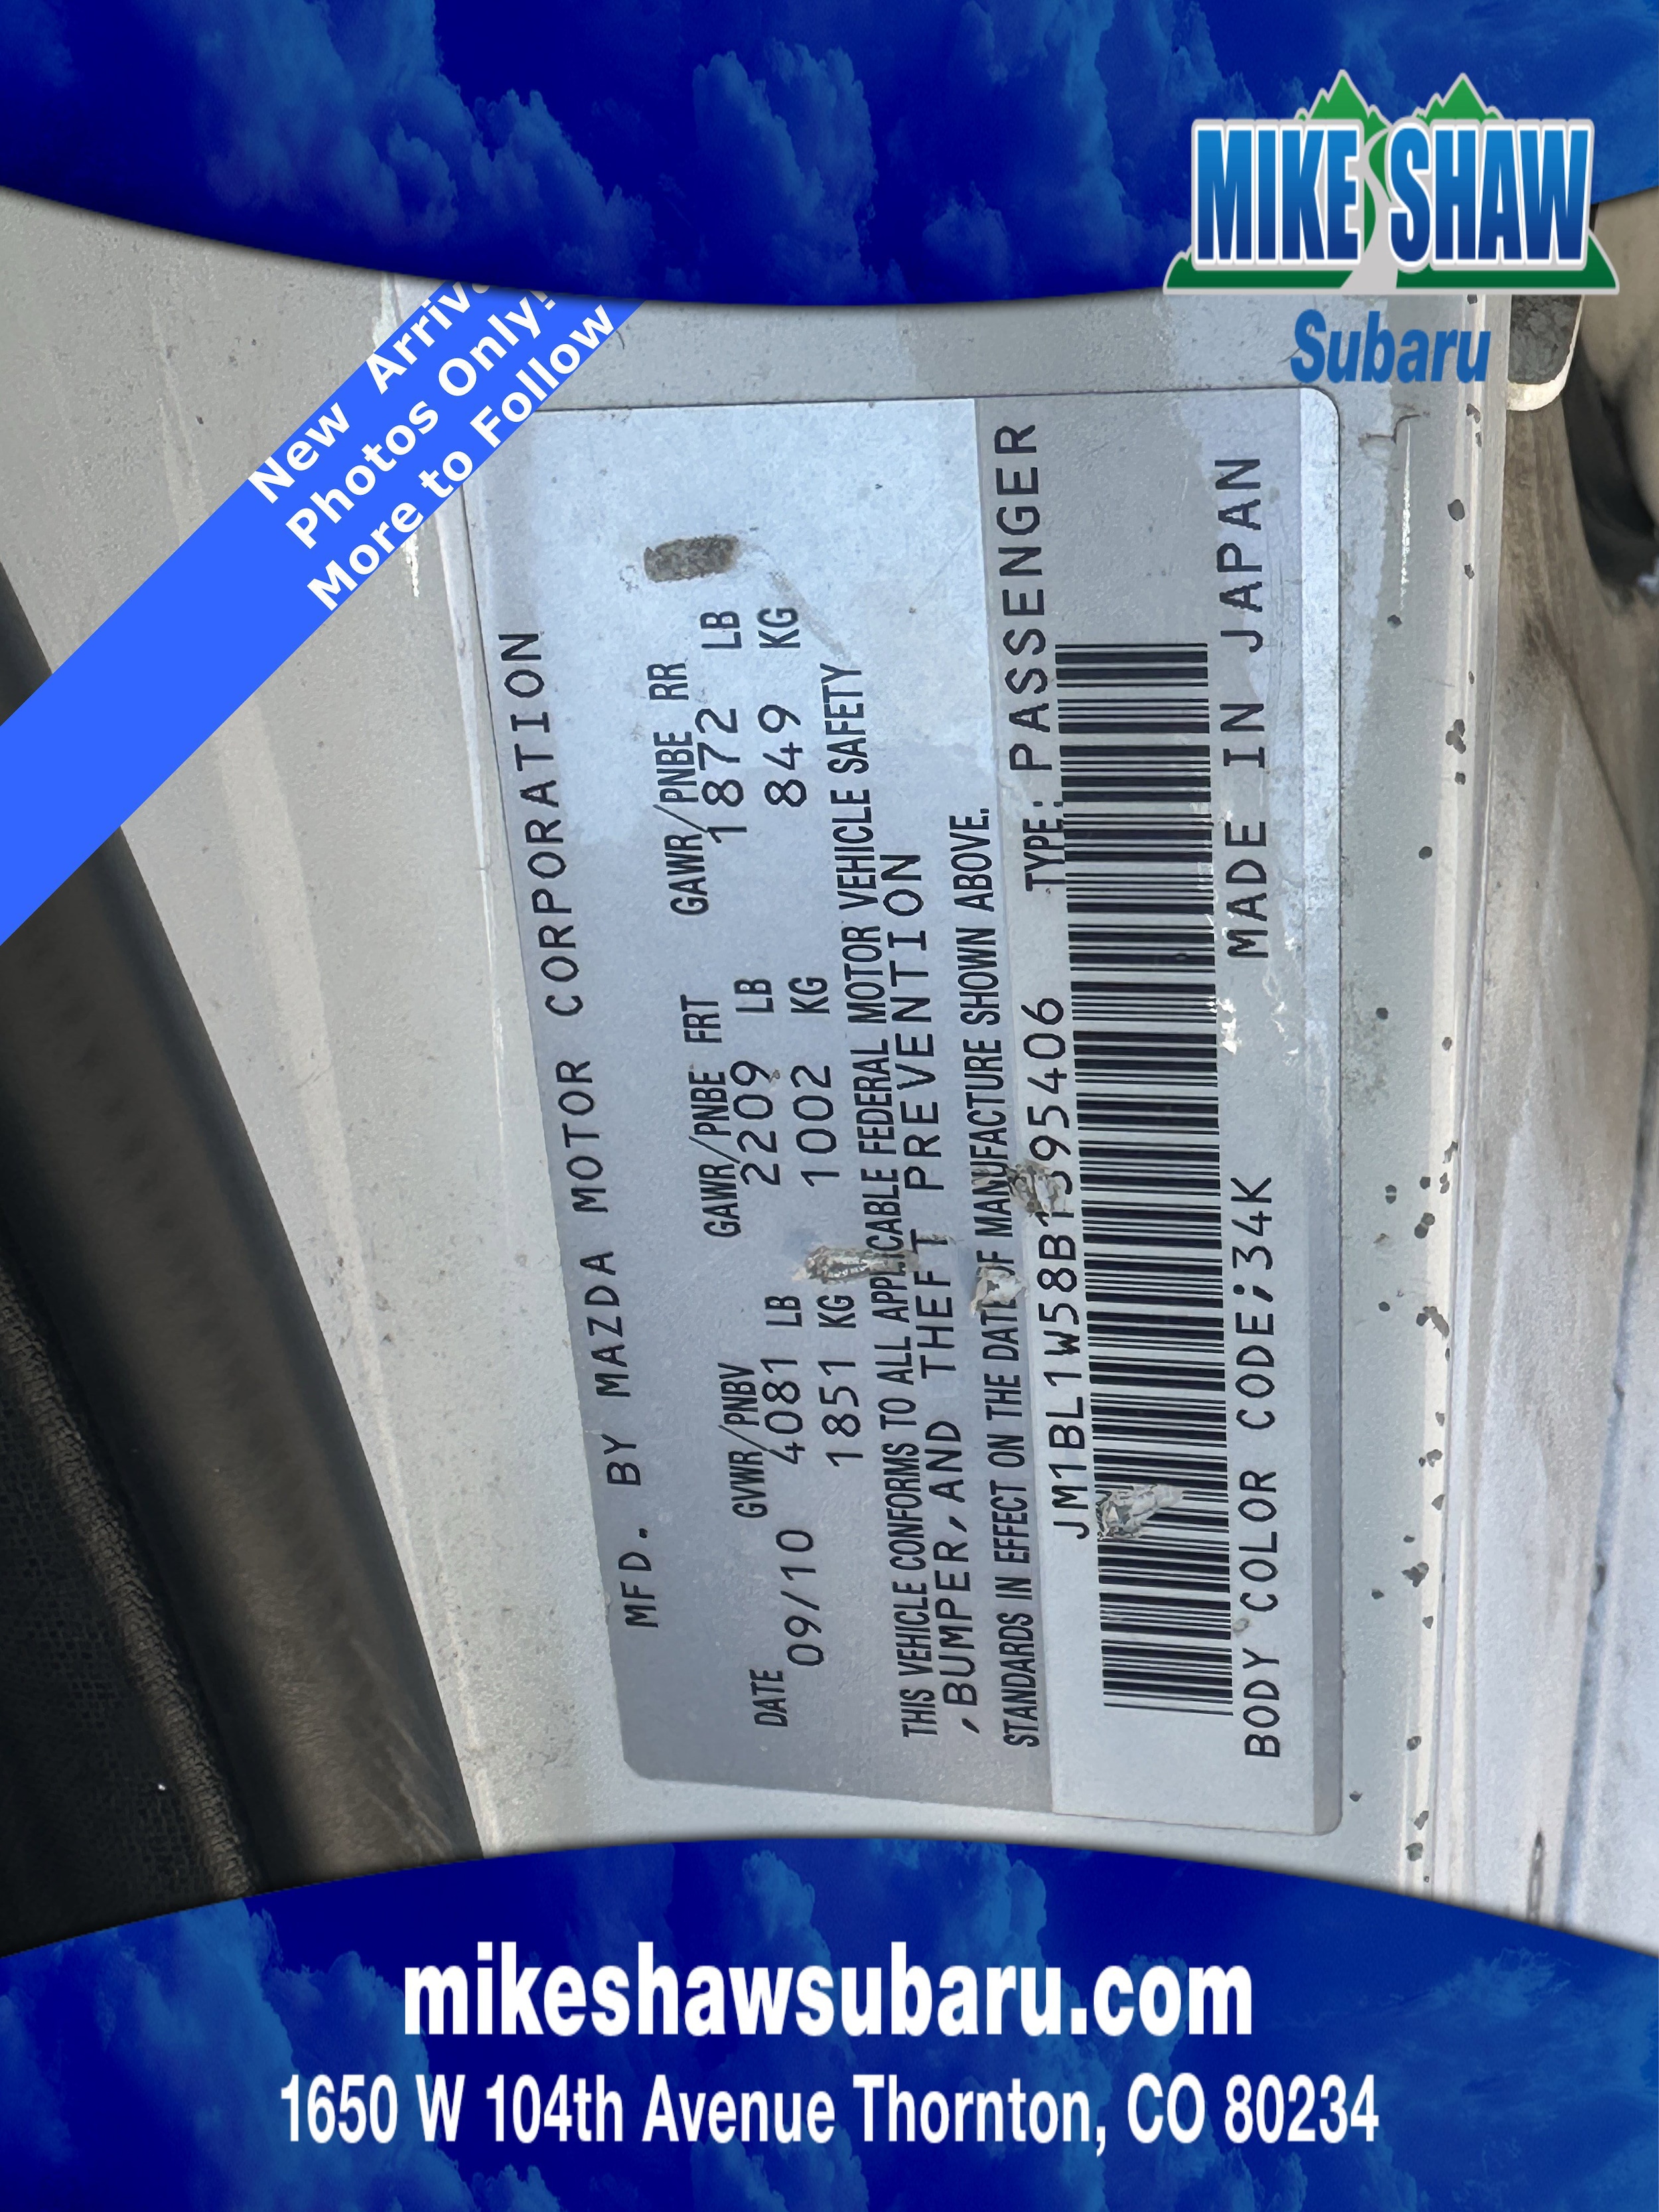 MIKE SHAW
Subaru
New Arriv
Photos Only!
More to Follow
MFD. BY MAZDA MOTOR CORPORATION
DATE GVWR/PNBV GAWR/PNBE FRT GAWR/PNBE RR
09/10 4081 LB 2209 LB 1872 LB
1851 KG 1002 KG 849 KG
THIS VEHICLE CONFORMS TO ALL APPLICABLE FEDERAL MOTOR VEHICLE SAFETY
,BUMPER,AND THEFT PREVENTION
STANDARDS IN EFFECT ON THE DATE OF MANUFACTURE SHOWN ABOVE.
JM1BL1W58B1395406 TYPE: PASSENGER
BODY COLOR CODE;34K MADE IN JAPAN
mikeshawsubaru.com
1650 W 104th Avenue Thornton, CO 80234